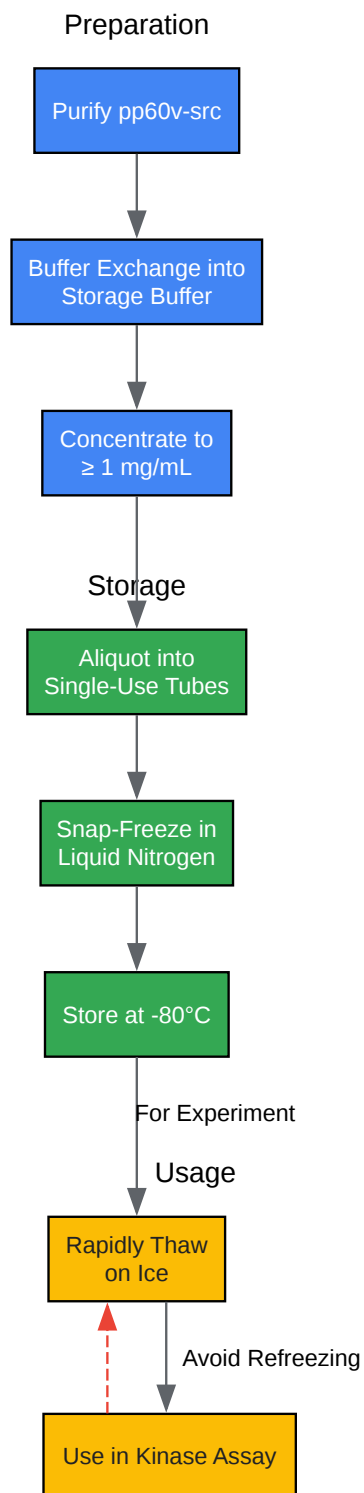 Preparation
Purify pp60v-src
Buffer Exchange into
Storage Buffer
Concentrate to
≥ 1 mg/mL
Storage
Aliquot into
Single-Use Tubes
Snap-Freeze in
Liquid Nitrogen
Store at -80°C
For Experiment
Usage
Rapidly Thaw
on Ice
Avoid Refreezing
Use in Kinase Assay